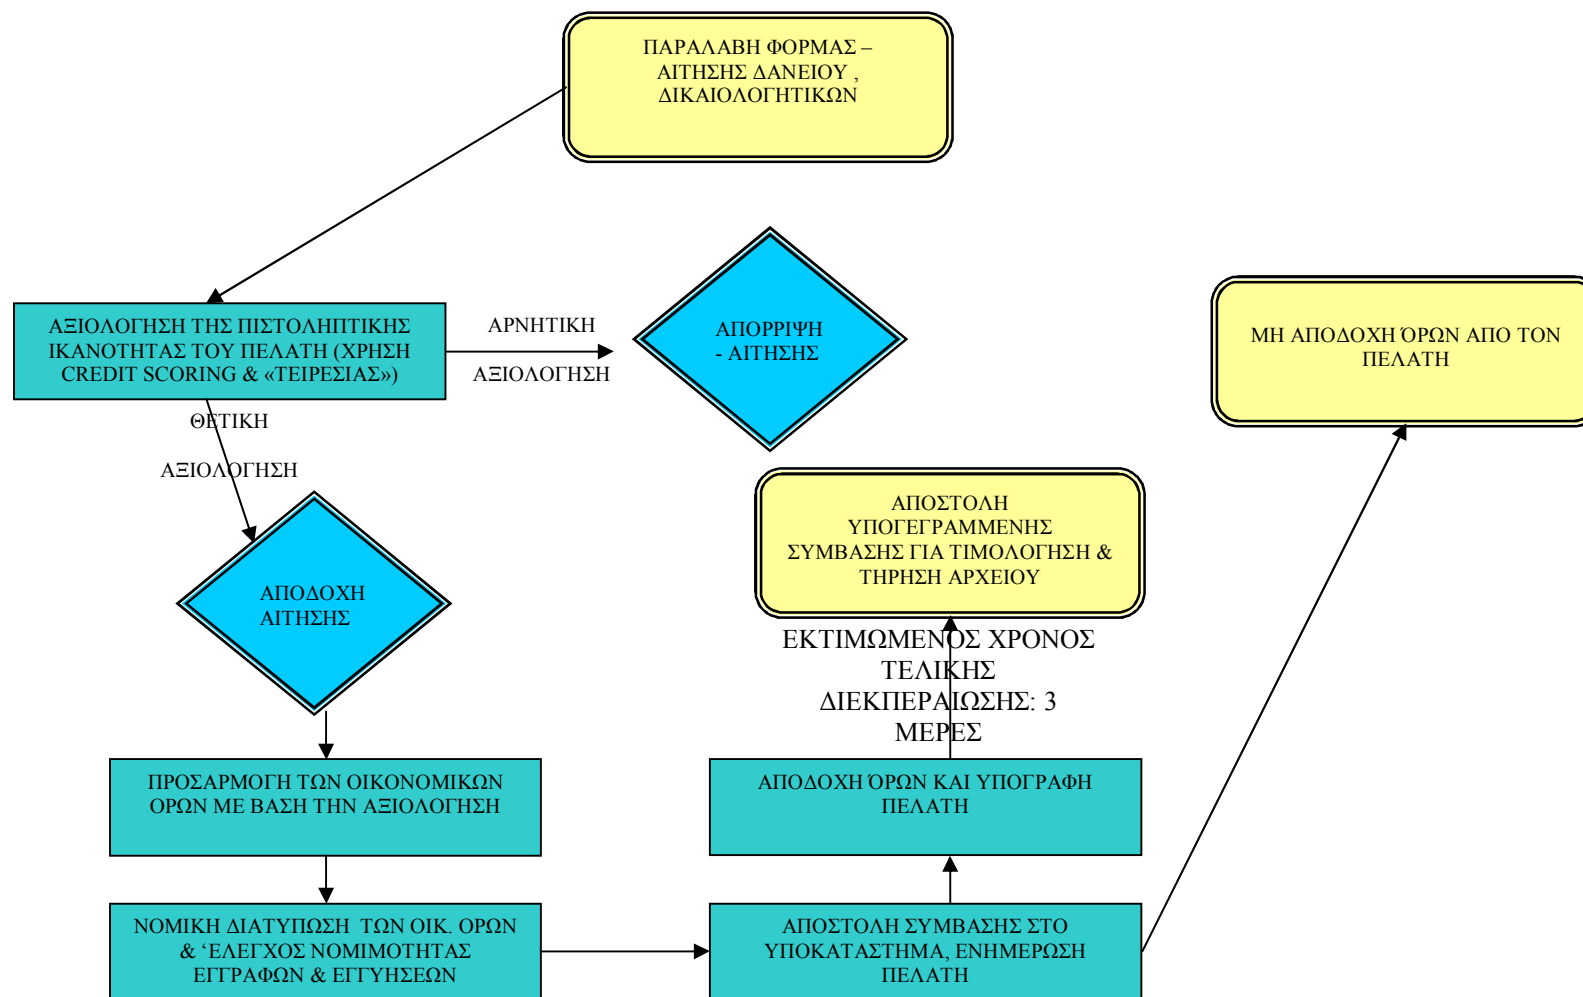 ΠΑΡΑΛΑΒΗ ΦΟΡΜΑΣ –
ΑΙΤΗΣΗΣ ΔΑΝΕΙΟΥ ,
ΔΙΚΑΙΟΛΟΓΗΤΙΚΩΝ
ΑΞΙΟΛΟΓΗΣΗ ΤΗΣ ΠΙΣΤΟΛΗΠΤΙΚΗΣ
ΙΚΑΝΟΤΗΤΑΣ ΤΟΥ ΠΕΛΑΤΗ (ΧΡΗΣΗ
CREDIT SCORING & «ΤΕΙΡΕΣΙΑΣ»)
ΑΡΝΗΤΙΚΗ
ΑΞΙΟΛΟΓΗΣΗ
ΑΠΟΡΡΙΨΗ
- ΑΙΤΗΣΗΣ
ΜΗ ΑΠΟΔΟΧΗ ΌΡΩΝ ΑΠΟ ΤΟΝ
ΠΕΛΑΤΗ
ΘΕΤΙΚΗ
ΑΞΙΟΛΟΓΗΣΗ
ΑΠΟΔΟΧΗ
ΑΙΤΗΣΗΣ
ΑΠΟΣΤΟΛΗ
ΥΠΟΓΕΓΡΑΜΜΕΝΗΣ
ΣΥΜΒΑΣΗΣ ΓΙΑ ΤΙΜΟΛΟΓΗΣΗ &
ΤΗΡΗΣΗ ΑΡΧΕΙΟΥ
ΕΚΤΙΜΩΜΕΝΟΣ ΧΡΟΝΟΣ
ΤΕΛΙΚΗΣ
ΔΙΕΚΠΕΡΑΙΩΣΗΣ: 3
ΜΕΡΕΣ
ΠΡΟΣΑΡΜΟΓΗ ΤΩΝ ΟΙΚΟΝΟΜΙΚΩΝ
ΟΡΩΝ ΜΕ ΒΑΣΗ ΤΗΝ ΑΞΙΟΛΟΓΗΣΗ
ΑΠΟΔΟΧΗ ΌΡΩΝ ΚΑΙ ΥΠΟΓΡΑΦΗ
ΠΕΛΑΤΗ
ΝΟΜΙΚΗ ΔΙΑΤΥΠΩΣΗ ΤΩΝ ΟΙΚ. ΟΡΩΝ
& ‘ΕΛΕΓΧΟΣ ΝΟΜΙΜΟΤΗΤΑΣ
ΕΓΓΡΑΦΩΝ & ΕΓΓΥΗΣΕΩΝ
ΑΠΟΣΤΟΛΗ ΣΥΜΒΑΣΗΣ ΣΤΟ
ΥΠΟΚΑΤΑΣΤΗΜΑ, ΕΝΗΜΕΡΩΣΗ
ΠΕΛΑΤΗ